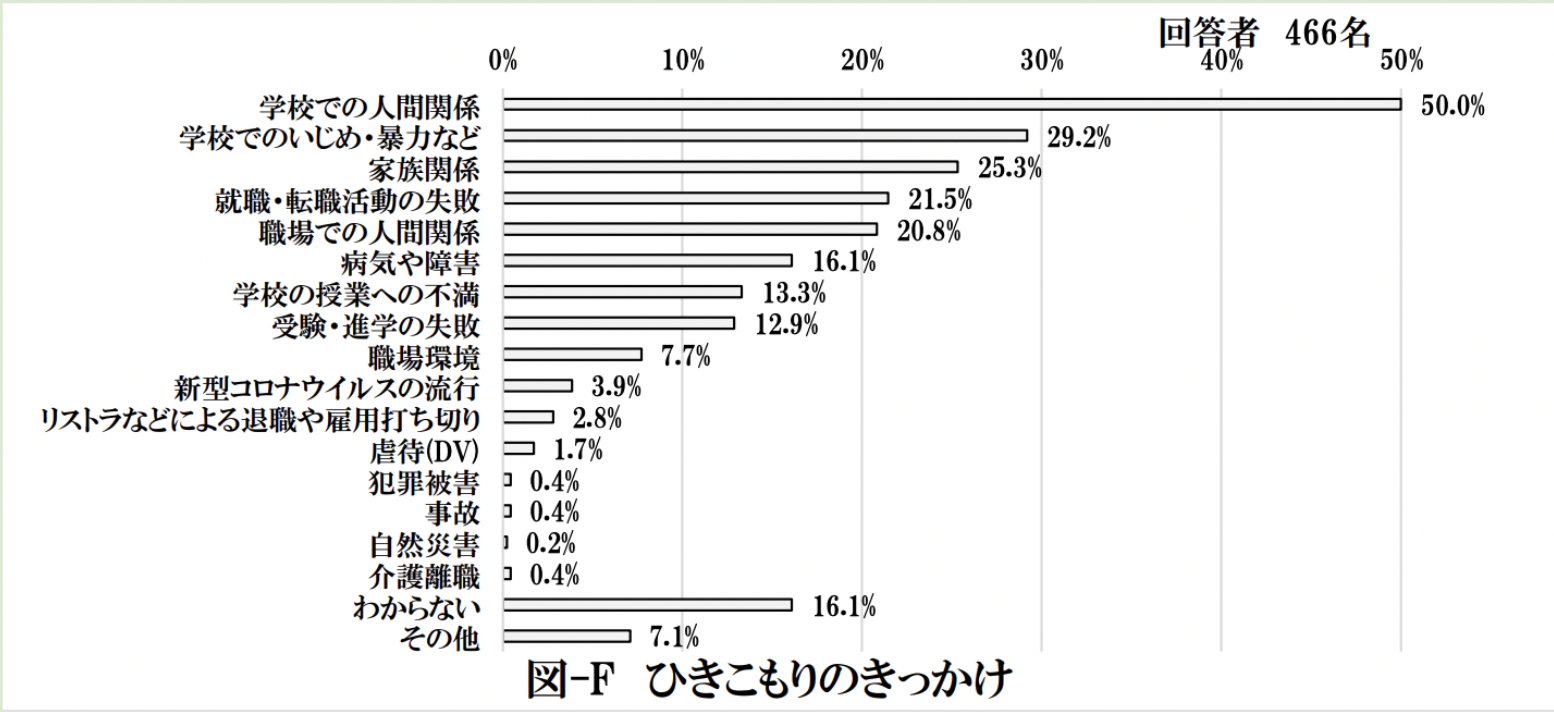 回答者　466名
0% 10% 20% 30% 40% 50%
学校での人間関係 50.0%
学校でのいじめ・暴力など 29.2%
家族関係 25.3%
就職・転職活動の失敗 21.5%
職場での人間関係 20.8%
病気や障害 16.1%
学校の授業への不満 13.3%
受験・進学の失敗 12.9%
職場環境 7.7%
新型コロナウイルスの流行 3.9%
リストラなどによる退職や雇用打ち切り 2.8%
虐待(DV) 1.7%
犯罪被害 0.4%
事故 0.4%
自然災害 0.2%
介護離職 0.4%
わからない 16.1%
その他 7.1%
図-F　ひきこもりのきっかけ